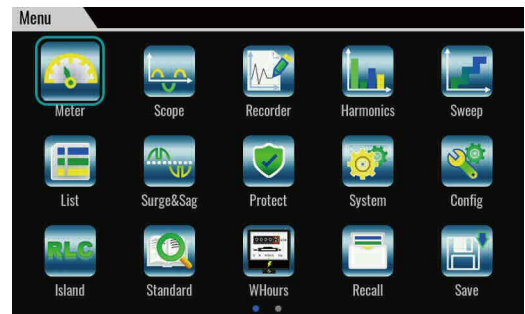 Menu
Meter Scope Recorder Harmonics Sweep
List Surge&Sag Protect System Config
RLC
Island Standard WHours Recall Save